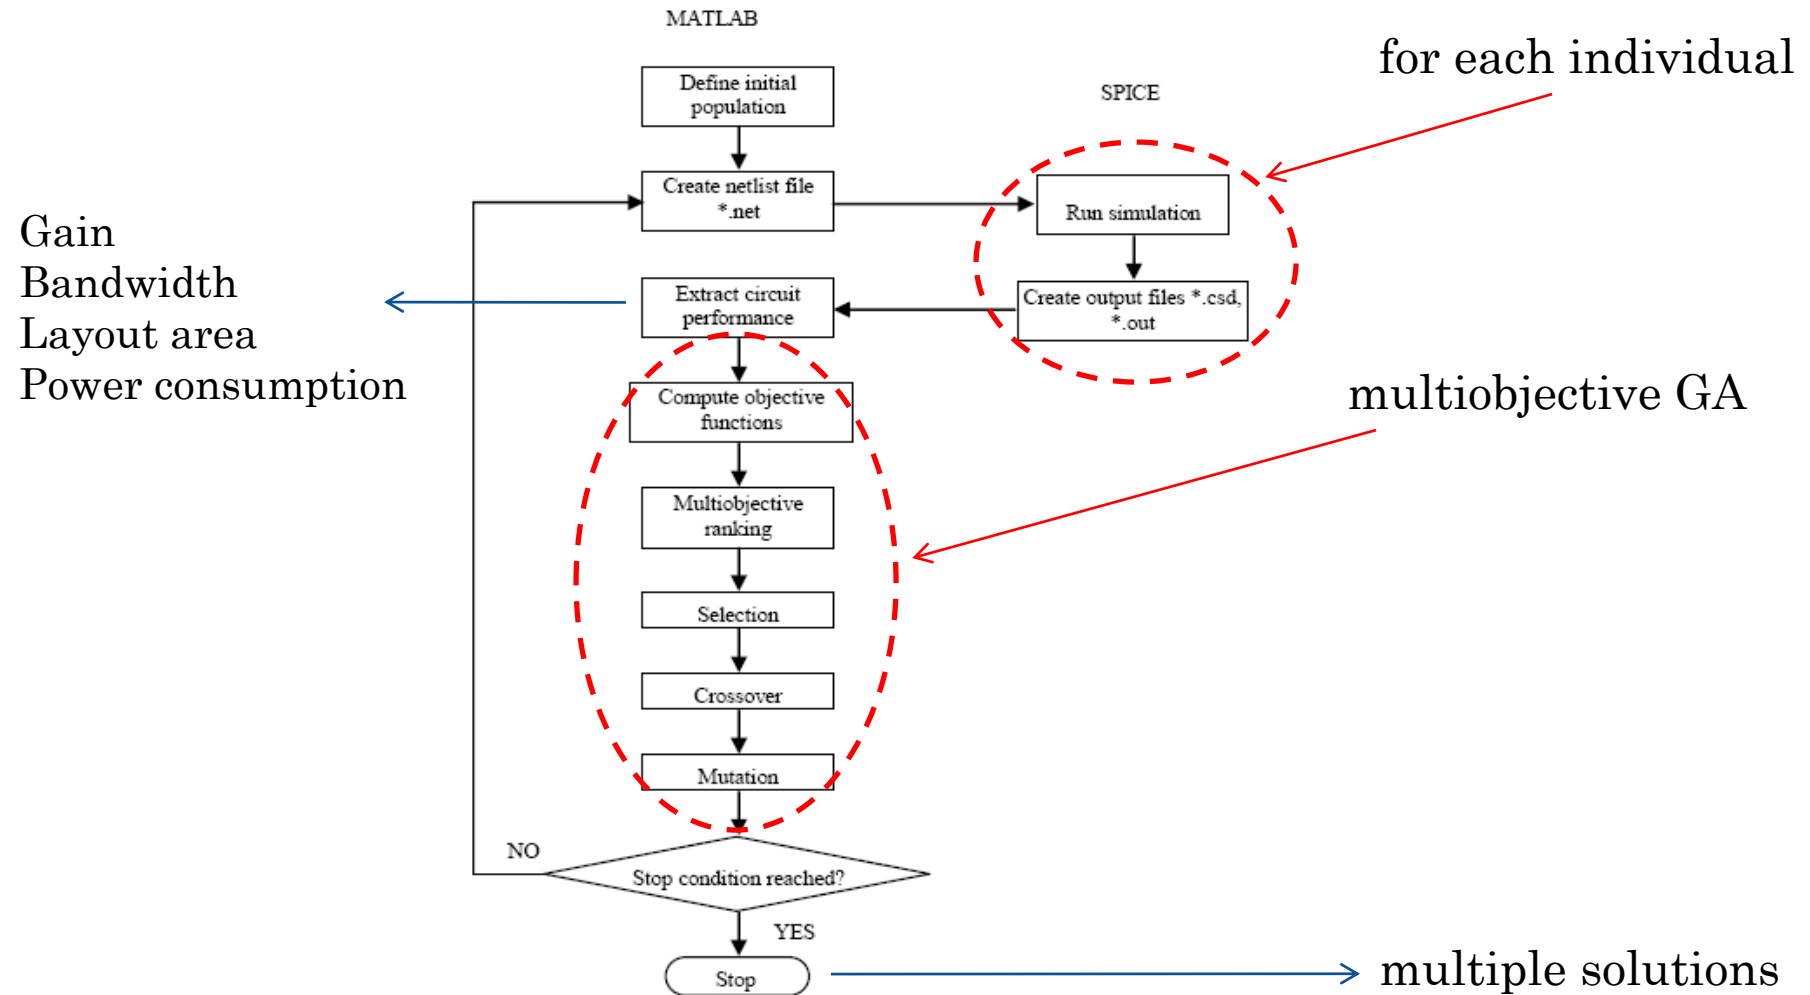 MATLAB
for each individual
Define initial
population
SPICE
Create netlist file
*.net
Run simulation
Gain
Bandwidth
Layout area
Power consumption
Extract circuit
performance
Create output files *.csd,
*.out
Compute objective
functions
multiobjective GA
Multiobjective
ranking
Selection
Crossover
Mutation
NO
Stop condition reached?
YES
Stop
multiple solutions